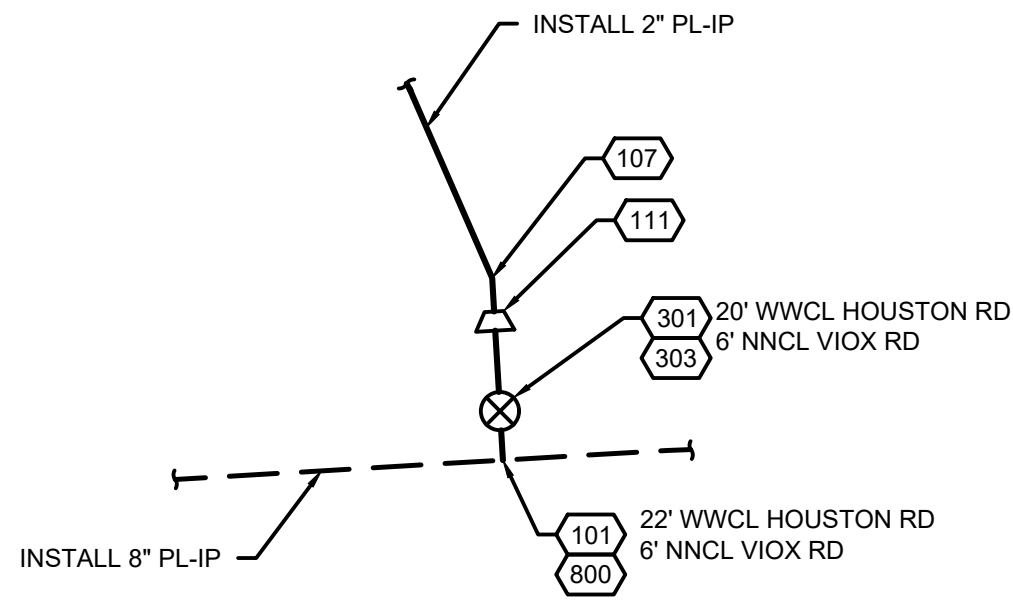 INSTALL 2" PL-IP
107
111
301
20' WWCL HOUSTON RD
303
6' NNCL VIOX RD
101
22' WWCL HOUSTON RD
800
6' NNCL VIOX RD
INSTALL 8" PL-IP